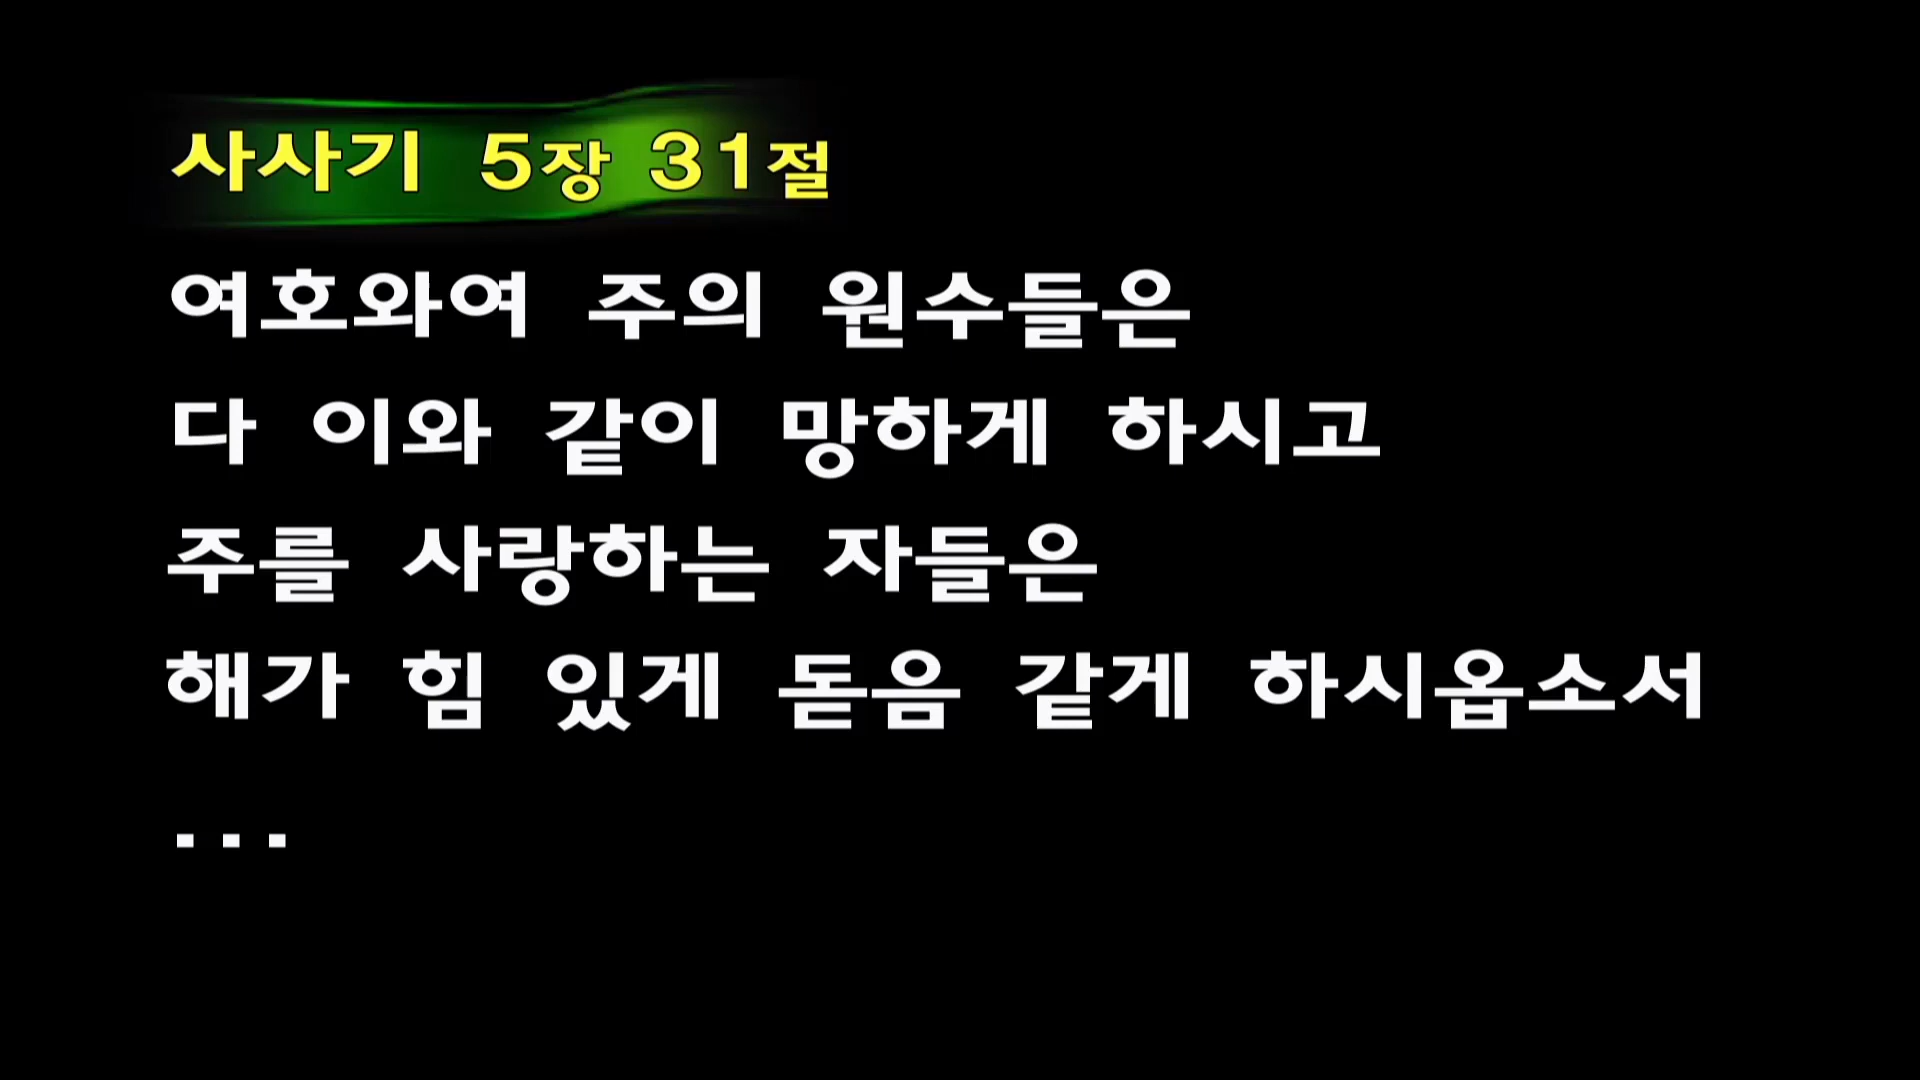 사사기 5장 31절
여호와여 주의 원수들은
다 이와 같이 망하게 하시고
주를 사랑하는 자들은
해가 힘 있게 돋음 같게 하시옵소서
...